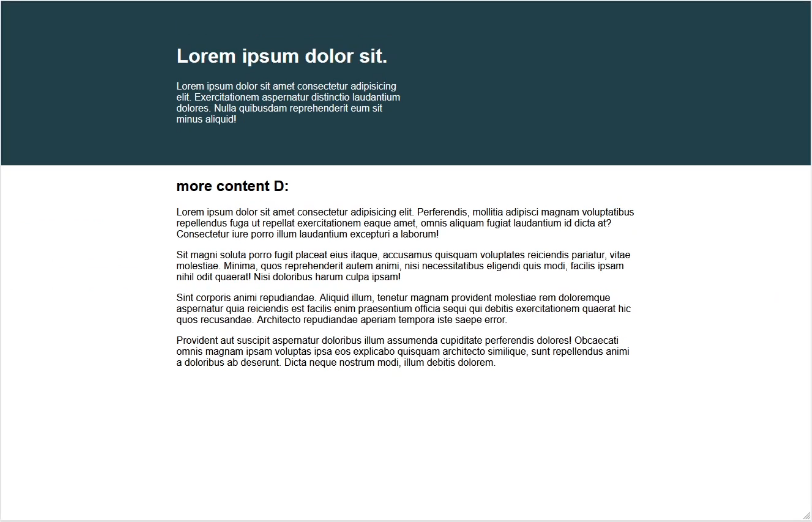 Lorem ipsum dolor sit.
Lorem ipsum dolor sit amet consectetur adipisicing
elit. Exercitationem aspernatur distinctio laudantium
dolores. Nulla quibusdam reprehenderit eum sit
minus aliquid!
more content D:
Lorem ipsum dolor sit amet consectetur adipisicing elit. Perferendis, mollitia adipisci magnam voluptatibus
repellendus fuga ut repellat exercitationem eaque amet, omnis aliquam fugiat laudantium id dicta at?
Consectetur iure porro illum laudantium excepturi a laborum!
Sit magni soluta porro fugit placeat eius itaque, accusamus quisquam voluptates reiciendis pariatur, vitae
molestiae. Minima, quos reprehenderit autem animi, nisi necessitatibus eligendi quis modi, facilis ipsam
nihil odit quaerat! Nisi doloribus harum culpa ipsam!
Sint corporis animi repudiandae. Aliquid illum, tenetur magnam provident molestiae rem doloremque
aspernatur quia reiciendis est facilis enim praesentium officia sequi qui debitis exercitationem quaerat hic
quos recusandae. Architecto repudiandae aperiam tempora iste saepe error.
Provident aut suscipit aspernatur doloribus illum assumenda cupiditate perferendis dolores! Obcaecati
omnis magnam ipsam voluptas ipsa eos explicabo quisquam architecto similique, sunt repellendus animi
a doloribus ab deserunt. Dicta neque nostrum modi, illum debitis dolorem.